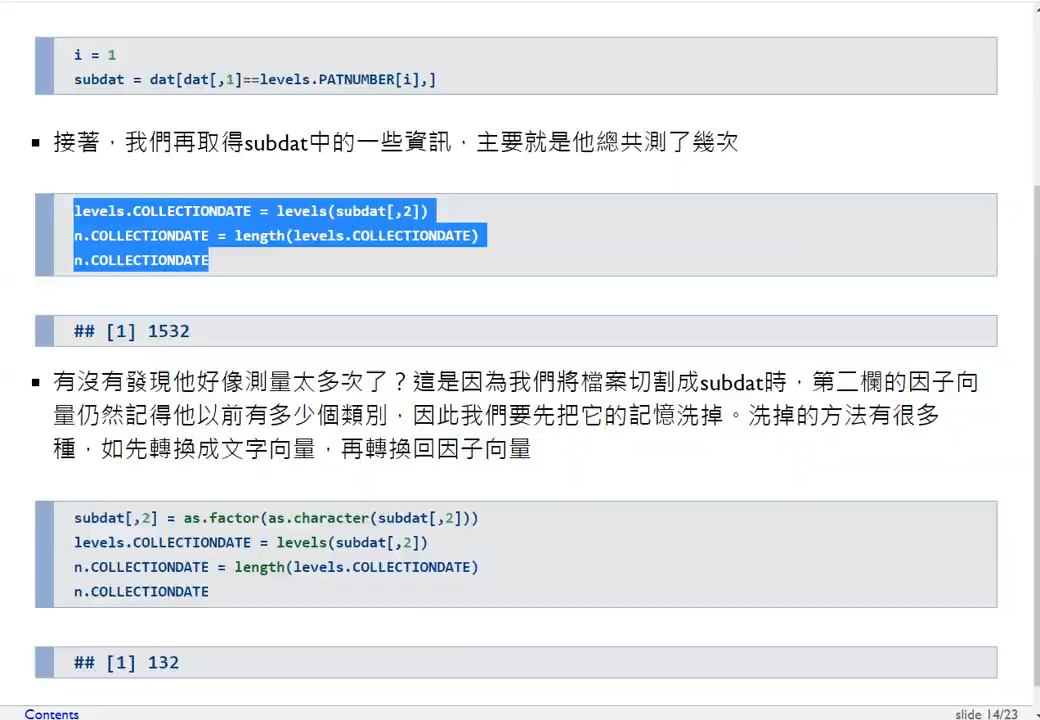 i = 1
subdat = dat[dat[,1]==levels.PATNUMBER[i],]
▪ 接著，我們再取得subdat中的一些資訊，主要就是他總共測了幾次
levels.COLLECTIONDATE = levels(subdat[,2])
n.COLLECTIONDATE = length(levels.COLLECTIONDATE)
n.COLLECTIONDATE
## [1] 1532
▪ 有沒有發現他好像測量太多次了？這是因為我們將檔案切割成subdat時，第二欄的因子向
量仍然記得他以前有多少個類別，因此我們要先把它的記憶洗掉。洗掉的方法有很多
種，如先轉換成文字向量，再轉換回因子向量
subdat[,2] = as.factor(as.character(subdat[,2]))
levels.COLLECTIONDATE = levels(subdat[,2])
n.COLLECTIONDATE = length(levels.COLLECTIONDATE)
n.COLLECTIONDATE
## [1] 132
Contents
slide 14/23